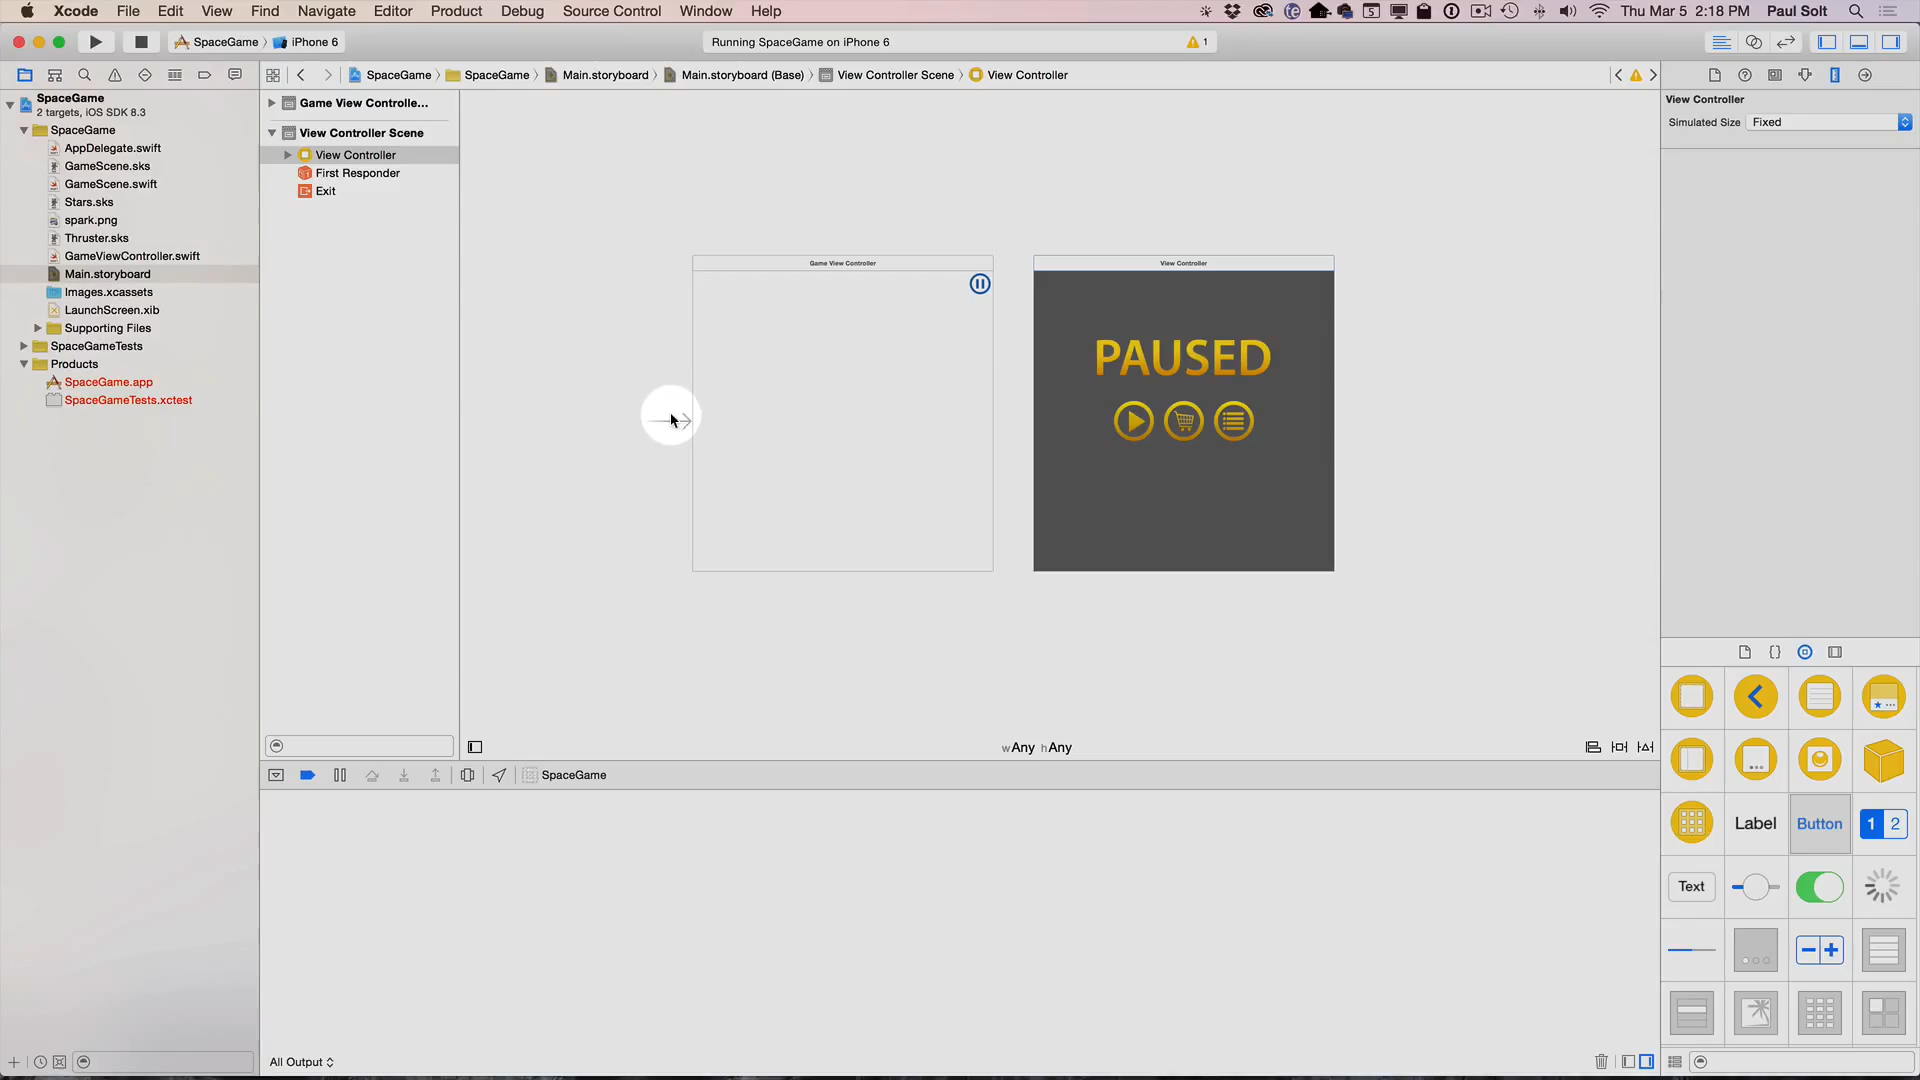 Xcode File Edit View Find Navigate Editor Product Debug Source Control Window Help
5
Thu Mar 5 2:18 PM Paul Solt
SpaceGame
iPhone 6
Running SpaceGame on iPhone 6
1
SpaceGame
2 targets, iOS SDK 8.3
SpaceGame
AppDelegate.swift
GameScene.sks
GameScene.swift
Stars.sks
spark.png
Thruster.sks
GameViewController.swift
Main.storyboard
Images.xcassets
LaunchScreen.xib
Supporting Files
SpaceGameTests
Products
SpaceGame.app
SpaceGameTests.xctest
SpaceGame
SpaceGame
Main.storyboard
Main.storyboard (Base)
View Controller Scene
View Controller
Game View Controlle...
View Controller Scene
View Controller
First Responder
Exit
Game View Controller
View Controller
PAUSED
wAny hAny
SpaceGame
All Output
View Controller
Simulated Size Fixed
Label
Button
1 2
Text